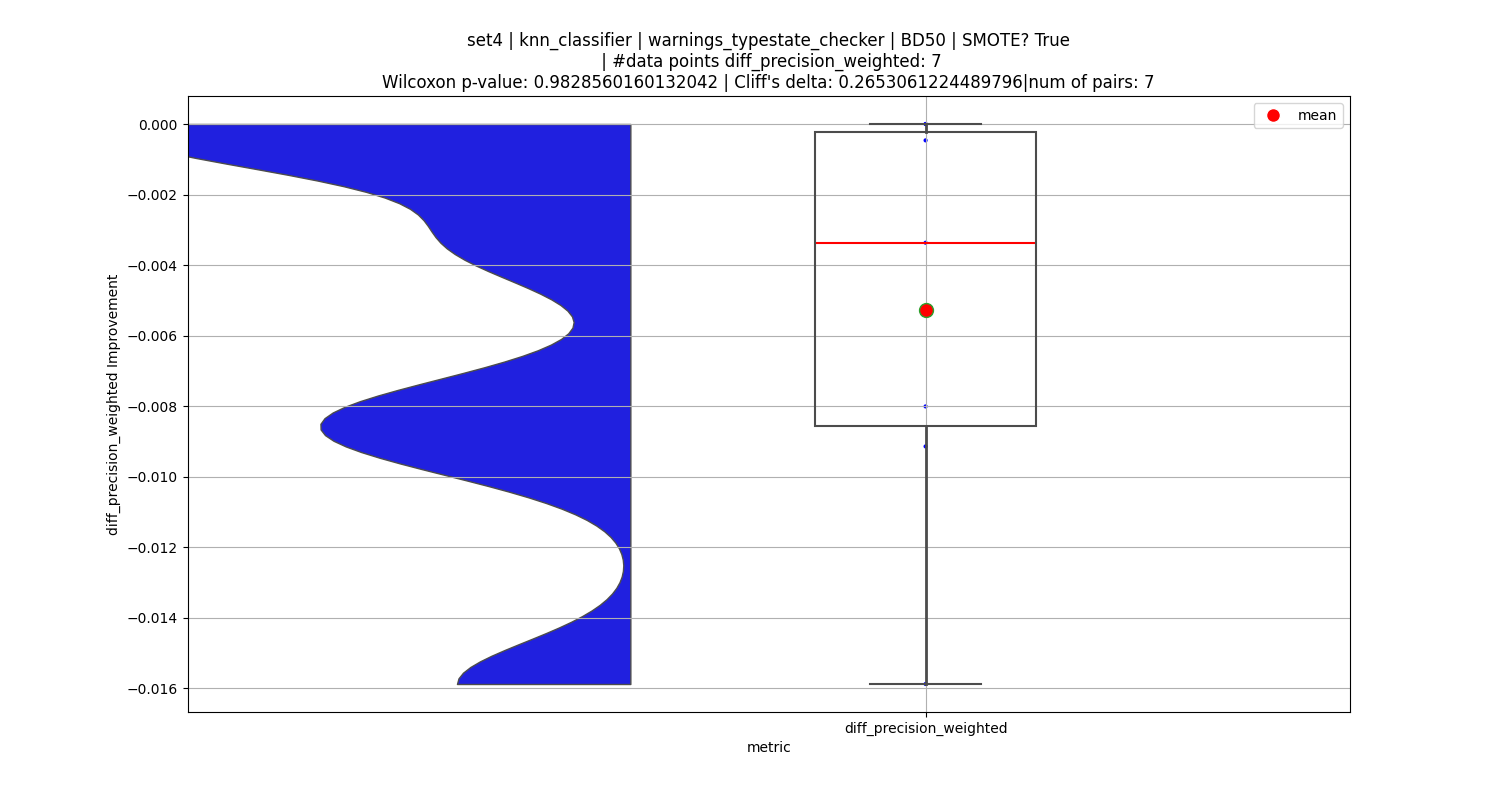 set4 | knn_classifier | warnings_typestate_checker | BD50 | SMOTE? True
| #data points diff_precision_weighted: 7
Wilcoxon p-value: 0.9828560160132042 | Cliff's delta: 0.2653061224489796|num of pairs: 7
mean
0.000
−0.002
−0.004
−0.006
−0.008
−0.010
−0.012
−0.014
−0.016
diff_precision_weighted Improvement
diff_precision_weighted
metric